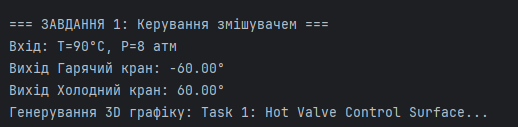 === ЗАВДАННЯ 1: Керування змішувачем ===
Вхід: T=90°C, P=8 атм
Вихід Гарячий кран: -60.00°
Вихід Холодний кран: 60.00°
Генерування 3D графіку: Task 1: Hot Valve Control Surface...